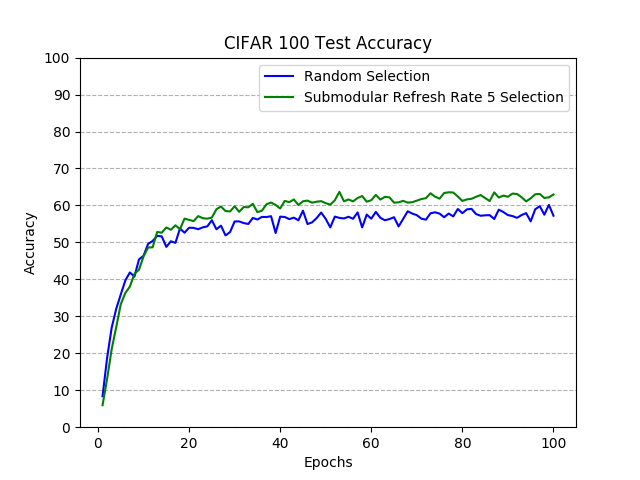 CIFAR 100 Test Accuracy
Random Selection
Submodular Refresh Rate 5 Selection
100
90
80
70
60
50
40
30
20
10
0
Accuracy
0 20 40 60 80 100
Epochs